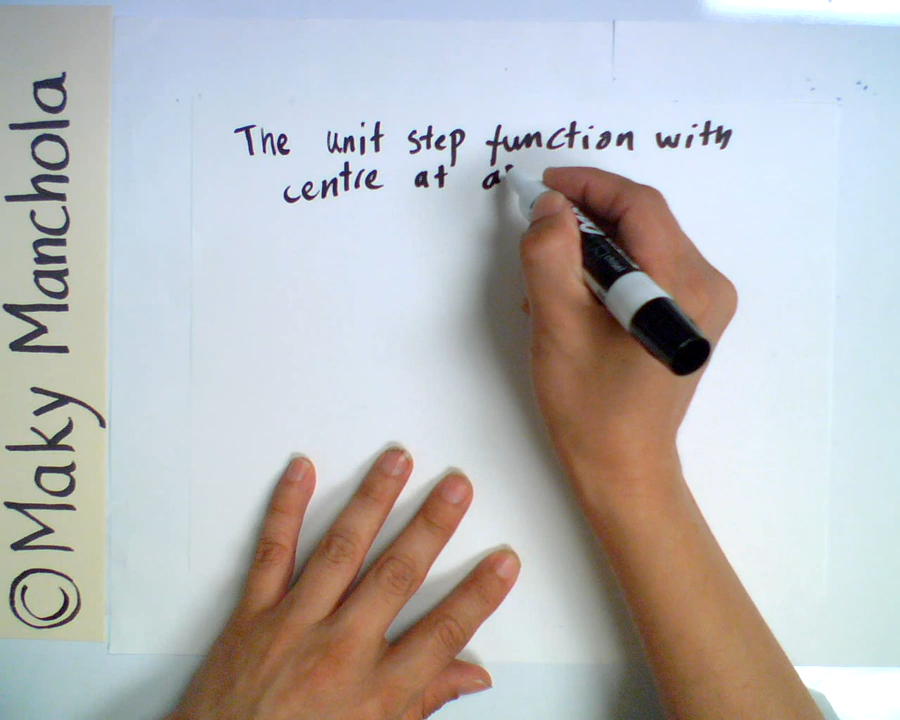 The unit step function with
centre at a
©Maky Manchola